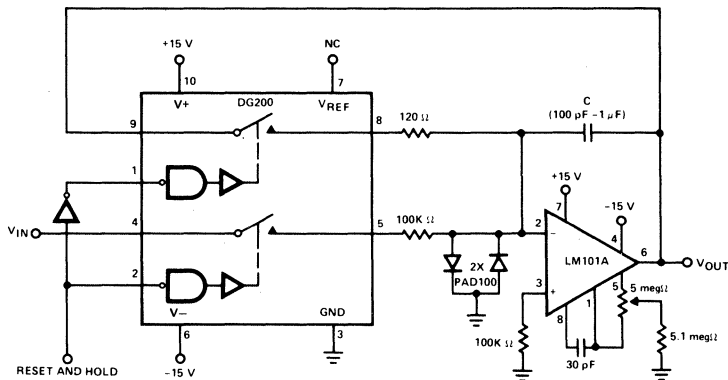 +15 V
NC
10
7
C
(100 pF –1 µF)
V+
DG200
VREF
9
8
120 Ω
1
+15 V
7
-15 V
VIN
4
5
100K Ω
2
–
4
6
VOUT
LM101A
2X
PAD100
2
3
+
5
5 megΩ
1
8
V–
GND
6
3
-15 V
100K Ω
30 pF
5.1 megΩ
RESET AND HOLD